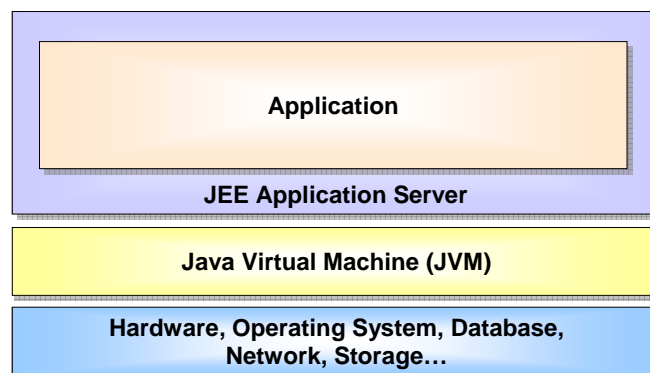 Application
JEE Application Server
Java Virtual Machine (JVM)
Hardware, Operating System, Database,
Network, Storage…